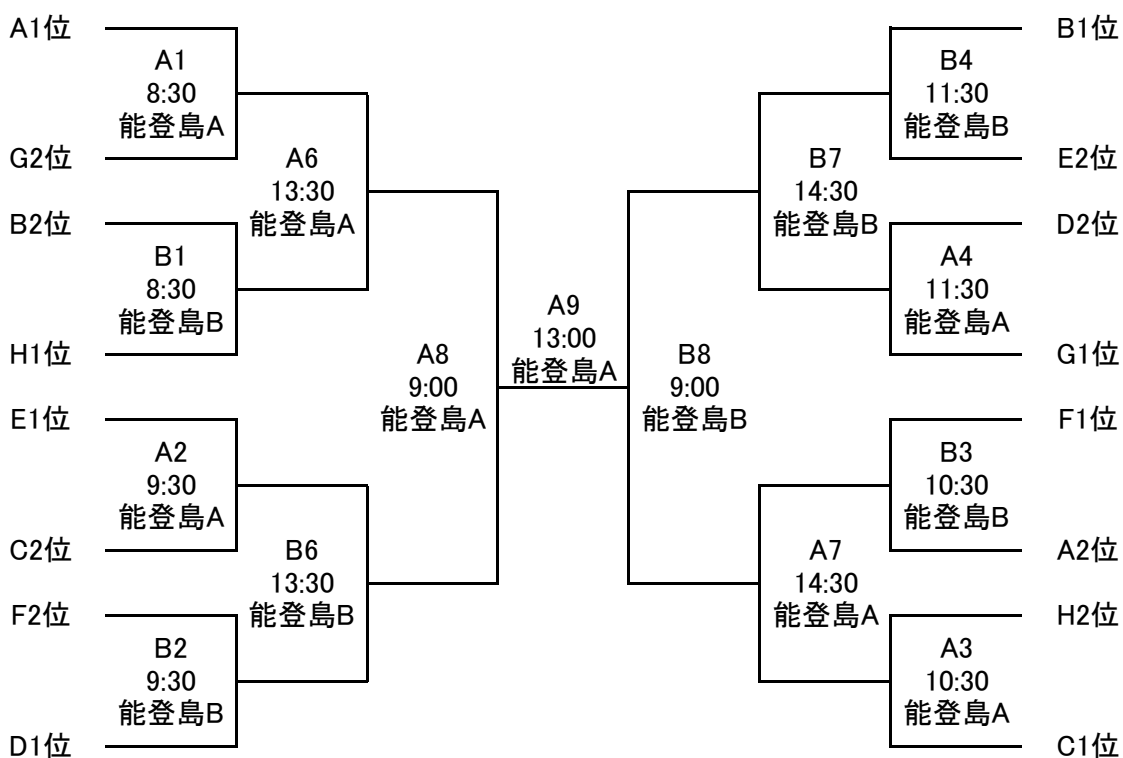 A1位
A1
8:30
能登島A
G2位
A6
13:30
能登島A
B2位
B1
8:30
能登島B
H1位
A8
9:00
能登島A
E1位
A2
9:30
能登島A
C2位
B6
13:30
能登島B
F2位
B2
9:30
能登島B
D1位
A9
13:00
能登島A
B1位
B4
11:30
能登島B
E2位
B7
14:30
能登島B
D2位
A4
11:30
能登島A
G1位
B8
9:00
能登島B
F1位
B3
10:30
能登島B
A2位
A7
14:30
能登島A
H2位
A3
10:30
能登島A
C1位